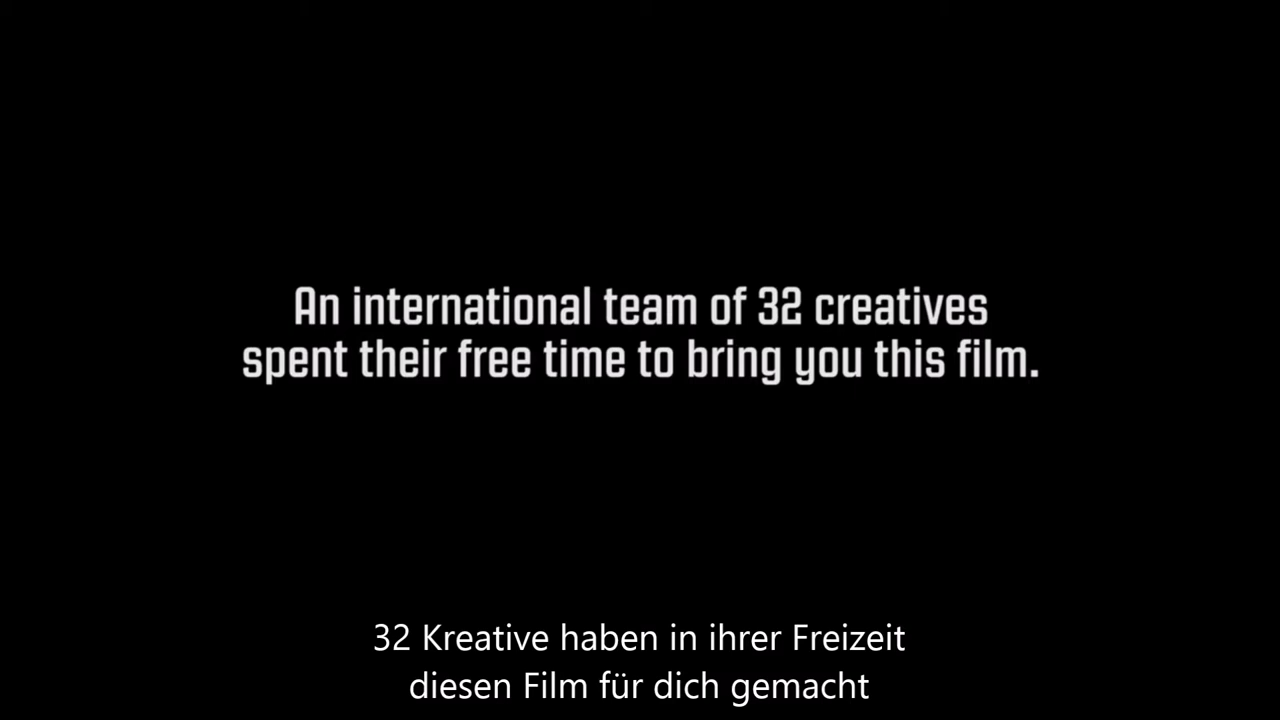 An international team of 32 creatives
spent their free time to bring you this film.
32 Kreative haben in ihrer Freizeit
diesen Film für dich gemacht